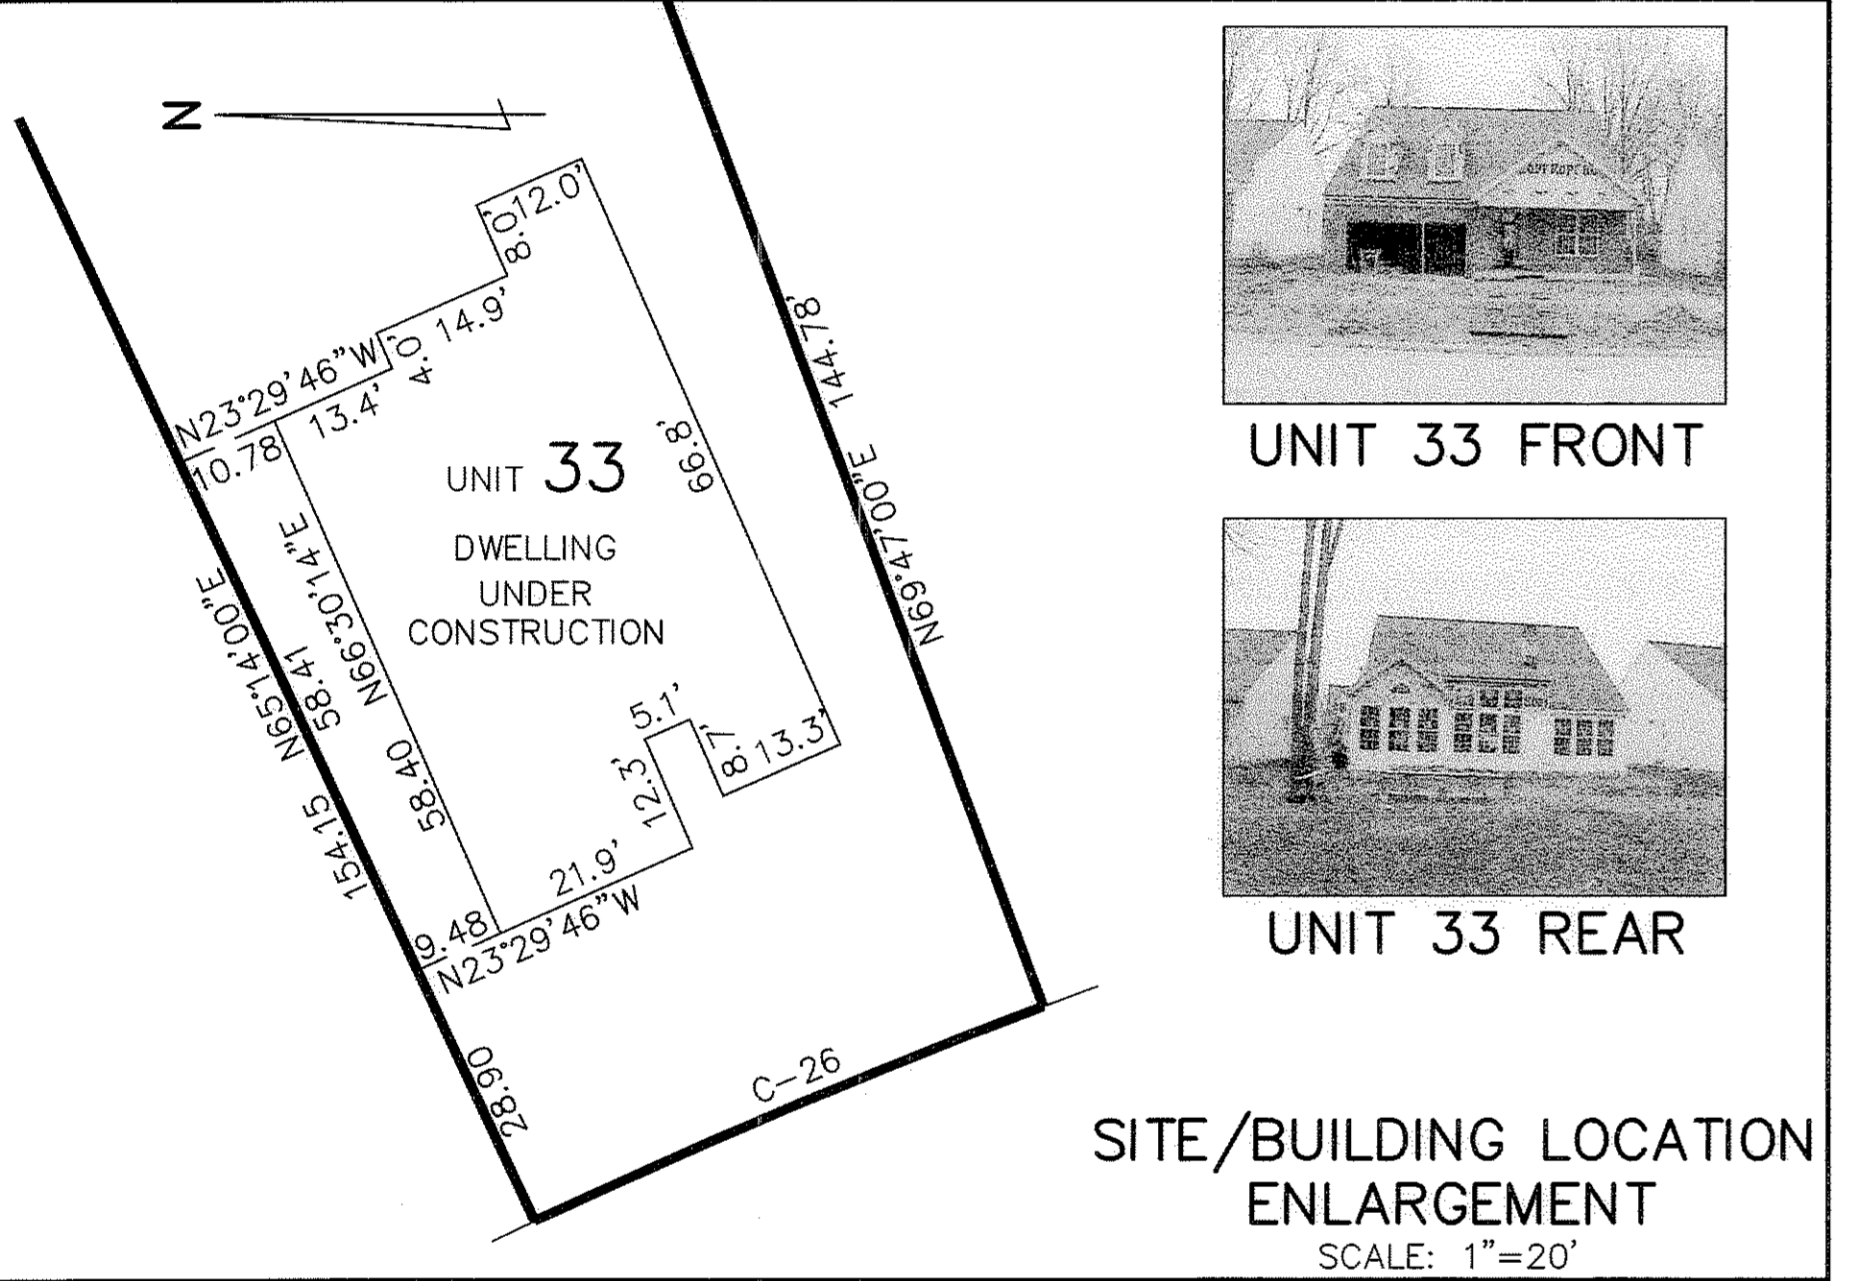 N
12.0'
8.0'
14.9'
4.0'
N23°29'46"W
13.4'
10.78
UNIT 33
DWELLING
UNDER
CONSTRUCTION
66.8'
144.78'
N69°47'00"E
N66°30'14"E
58.40
N65°14'00"E
58.41
154.15
5.1'
8.7'
13.3'
12.3'
21.9'
9.48
N23°29'46"W
28.90
C-26
UNIT 33 FRONT
UNIT 33 REAR
SITE/BUILDING LOCATION
ENLARGEMENT
SCALE: 1"=20'